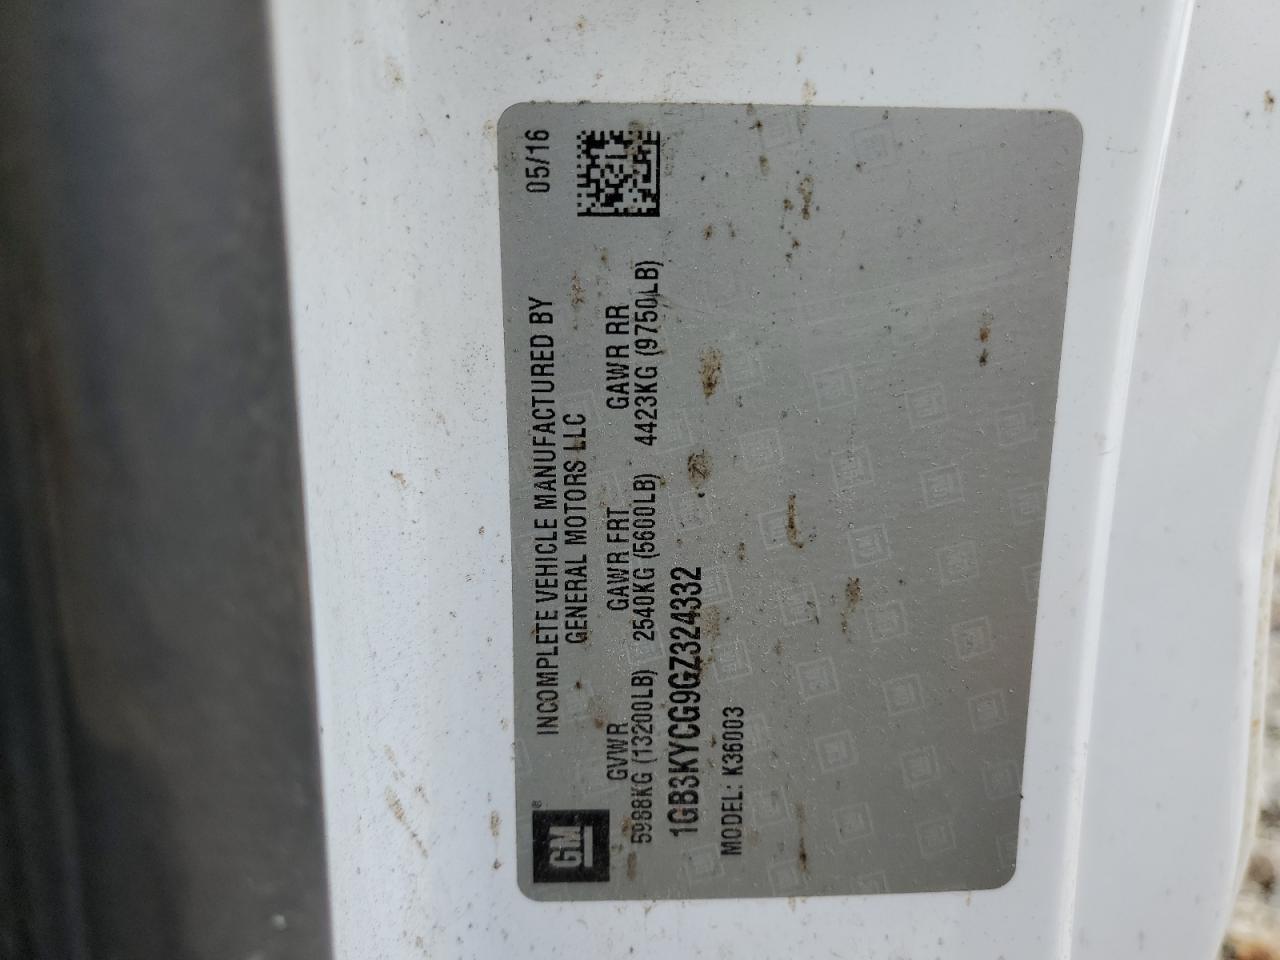 GM®
INCOMPLETE VEHICLE MANUFACTURED BY
GENERAL MOTORS LLC
05/16
GVWR GAWR FRT GAWR RR
5988KG (13200LB) 2540KG (5600LB) 4423KG (9750LB)
1GB3KYCG9GZ324332
MODEL: K36003